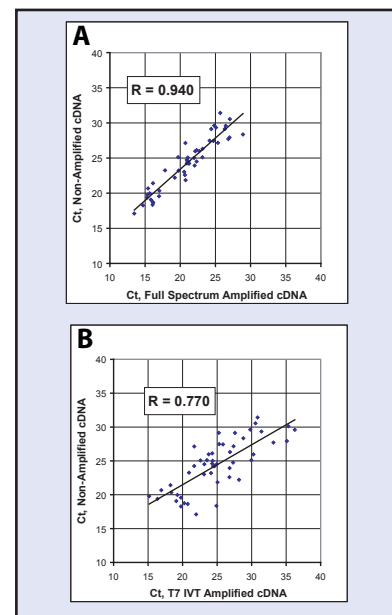 A
Ct, Non-Amplified cDNA
40
35
30
25
20
15
10
R = 0.940
10 15 20 25 30 35 40
Ct, Full Spectrum Amplified cDNA
B
Ct, Non-Amplified cDNA
40
35
30
25
20
15
10
R = 0.770
10 15 20 25 30 35 40
Ct, T7 IVT Amplified cDNA